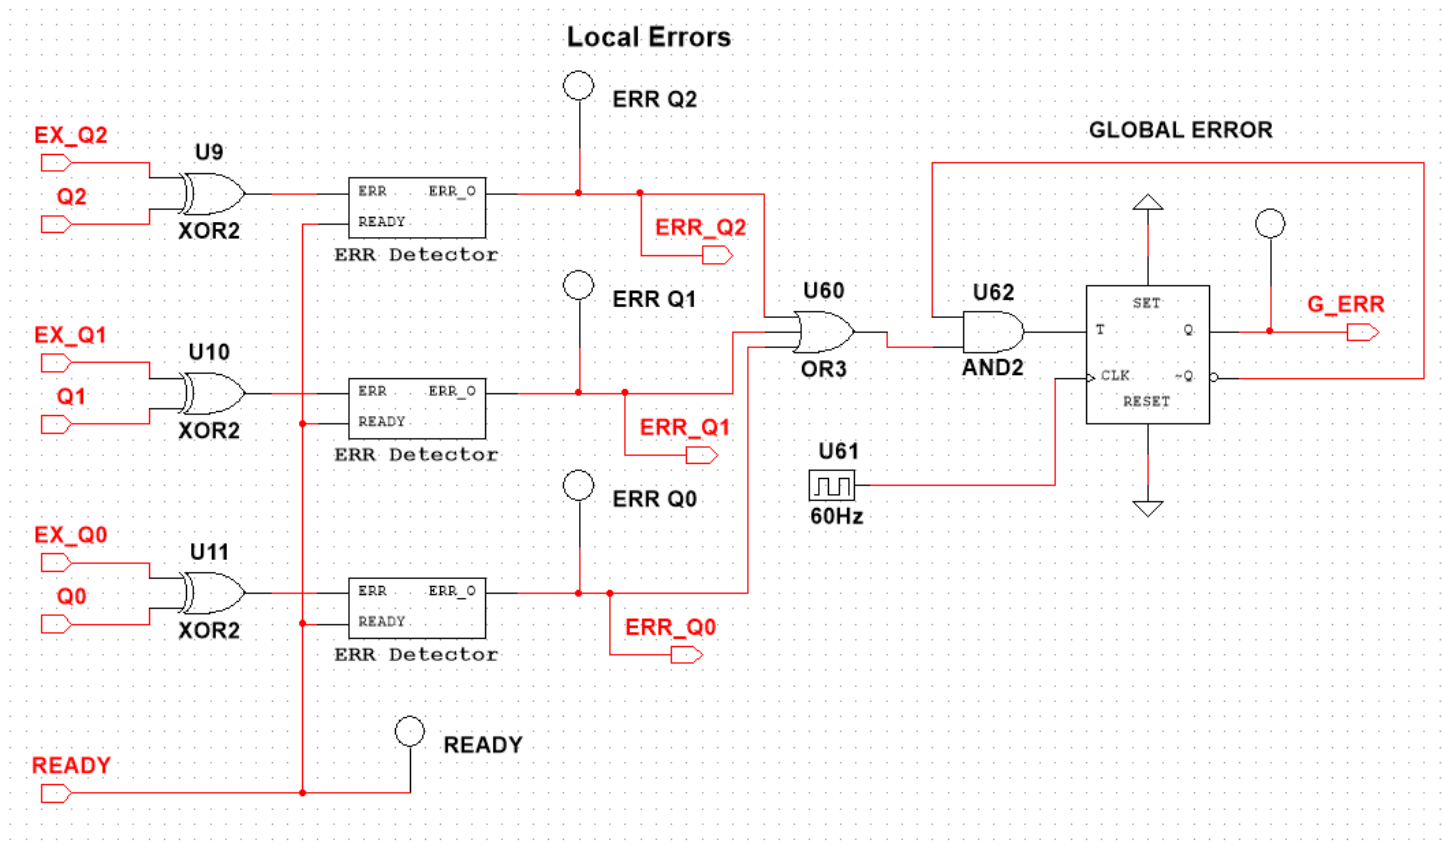 Local Errors
ERR Q2
EX_Q2
U9
Q2
XOR2
ERR
ERR_O
READY
ERR Detector
ERR_Q2
GLOBAL ERROR
ERR Q1
EX_Q1
U10
Q1
XOR2
ERR
ERR_O
READY
ERR Detector
ERR_Q1
U60
OR3
U62
AND2
SET
T
Q
CLK
~Q
RESET
G_ERR
U61
60Hz
ERR Q0
EX_Q0
U11
Q0
XOR2
ERR
ERR_O
READY
ERR Detector
ERR_Q0
READY
READY